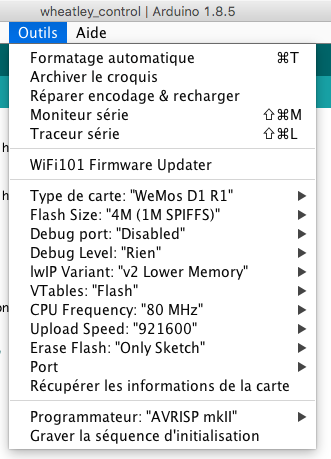 wheatley_control | Arduino 1.8.5
Outils Aide
Formatage automatique ⌘T
Archiver le croquis
Réparer encodage & recharger
Moniteur série ⇧⌘M
Traceur série ⇧⌘L
WiFi101 Firmware Updater
Type de carte: "WeMos D1 R1"
Flash Size: "4M (1M SPIFFS)"
Debug port: "Disabled"
Debug Level: "Rien"
lwIP Variant: "v2 Lower Memory"
VTables: "Flash"
CPU Frequency: "80 MHz"
Upload Speed: "921600"
Erase Flash: "Only Sketch"
Port
Récupérer les informations de la carte
Programmateur: "AVRISP mkII"
Graver la séquence d'initialisation